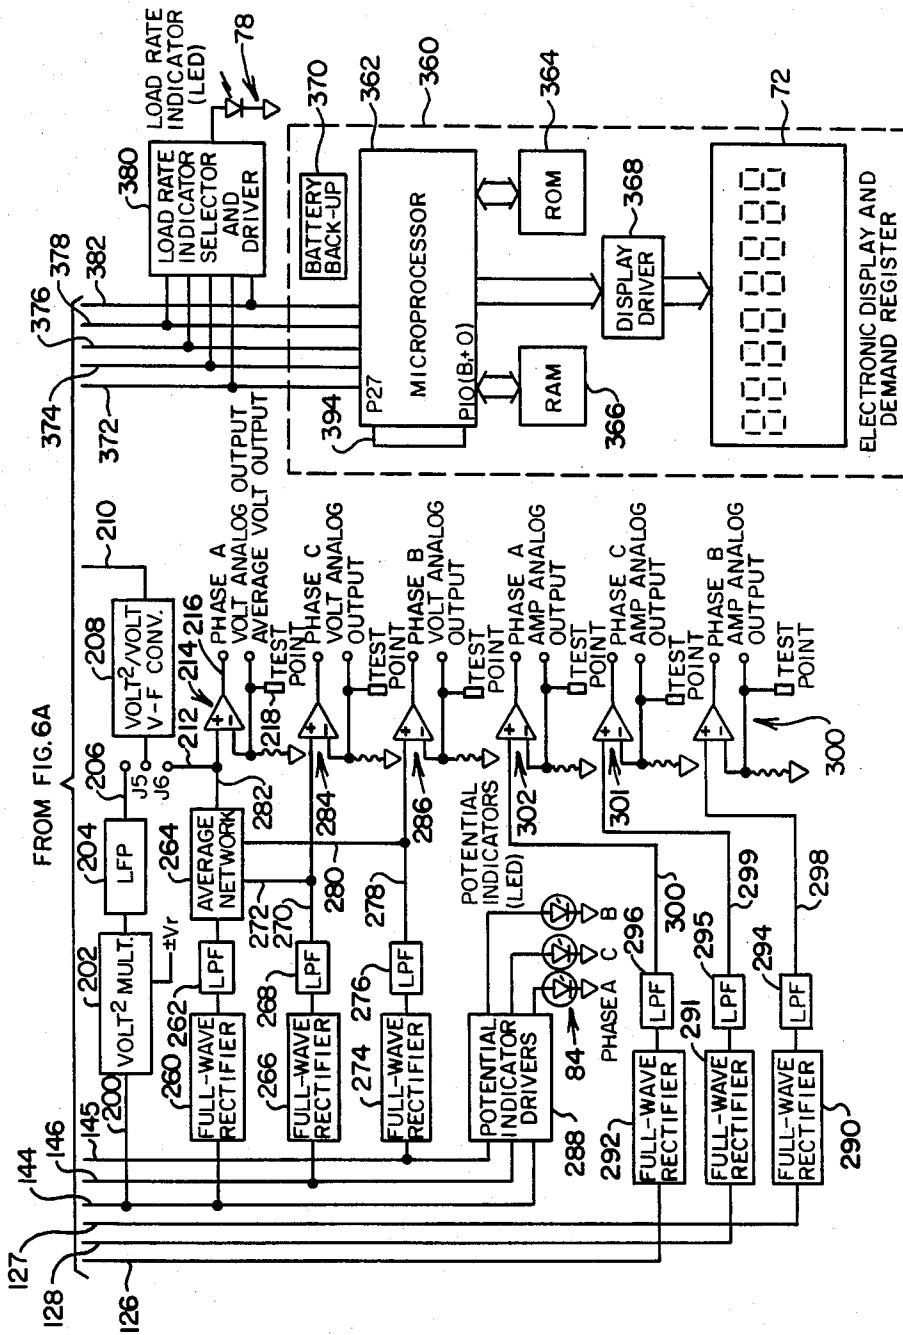 FROM FIG. 6A
126
128
127
144
146
145
200
202
VOLT² MULT.
±Vr
204
LFP
206
J5
J6
208
VOLT²/VOLT
V-F CONV.
210
212
214
216
PHASE A
VOLT ANALOG OUTPUT
AVERAGE VOLT OUTPUT
218
TEST
POINT
260
FULL-WAVE
RECTIFIER
262
LPF
264
AVERAGE
NETWORK
282
266
FULL-WAVE
RECTIFIER
268
LPF
270
272
284
PHASE C
VOLT ANALOG
OUTPUT
TEST
POINT
274
FULL-WAVE
RECTIFIER
276
LPF
278
280
286
PHASE B
VOLT ANALOG
OUTPUT
TEST
POINT
288
POTENTIAL
INDICATOR
DRIVERS
POTENTIAL
INDICATORS
(LED)
84
PHASE A
C
B
292
FULL-WAVE
RECTIFIER
296
LPF
300
302
PHASE A
AMP ANALOG
OUTPUT
TEST
POINT
291
FULL-WAVE
RECTIFIER
295
LPF
299
301
PHASE C
AMP ANALOG
OUTPUT
TEST
POINT
290
FULL-WAVE
RECTIFIER
294
LPF
298
300
PHASE B
AMP ANALOG
OUTPUT
TEST
POINT
372
374
376
378
382
380
LOAD RATE
INDICATOR
SELECTOR
AND
DRIVER
LOAD RATE
INDICATOR
(LED)
78
370
BATTERY
BACK-UP
362
360
394
P27
MICROPROCESSOR
P10(B,+0)
366
RAM
364
ROM
368
DISPLAY
DRIVER
72
ELECTRONIC DISPLAY AND
DEMAND REGISTER